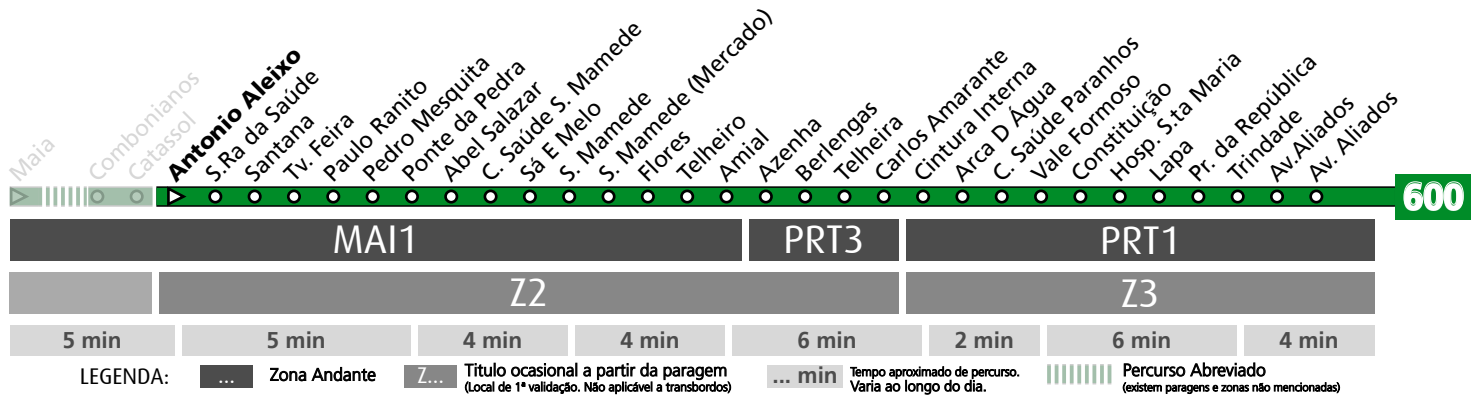 Maia
Combonianos
Catassol
Antonio Aleixo
S.Ra da Saúde
Santana
Tv. Feira
Paulo Ranito
Pedro Mesquita
Ponte da Pedra
Abel Salazar
C. Saúde S. Mamede
Sá E Melo
S. Mamede
S. Mamede (Mercado)
Flores
Telheiro
Amial
Azenha
Berlengas
Telheira
Carlos Amarante
Cintura Interna
Arca D Água
C. Saúde Paranhos
Vale Formoso
Constituição
Hosp. S.ta Maria
Lapa
Pr. da República
Trindade
Av.Aliados
Av. Aliados
600
MAI1 PRT3 PRT1
Z2 Z3
5 min 5 min 4 min 4 min 6 min 2 min 6 min 4 min
LEGENDA:
... Zona Andante
Z... Titulo ocasional a partir da paragem
(Local de 1ª validação. Não aplicável a transbordos)
... min Tempo aproximado de percurso.
Varia ao longo do dia.
Percurso Abreviado
(existem paragens e zonas não mencionadas)